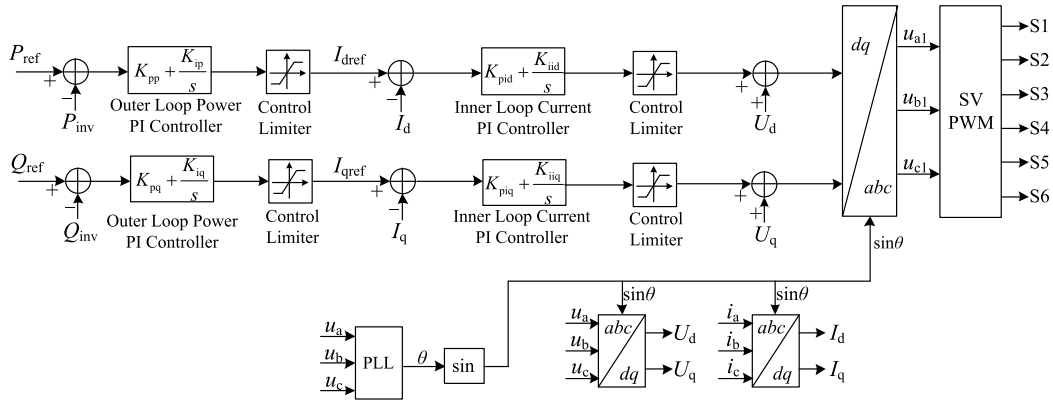 P_ref
+
−
P_inv
K_pp + K_ip / s
Outer Loop Power
PI Controller
Control
Limiter
I_dref
+
−
I_d
K_pid + K_iid / s
Inner Loop Current
PI Controller
Control
Limiter
+
+
U_d
Q_ref
+
−
Q_inv
K_pq + K_iq / s
Outer Loop Power
PI Controller
Control
Limiter
I_qref
+
−
I_q
K_piq + K_iiq / s
Inner Loop Current
PI Controller
Control
Limiter
+
+
U_q
dq
abc
u_a1
u_b1
u_c1
SV
PWM
S1
S2
S3
S4
S5
S6
sinθ
u_a
u_b
u_c
PLL
θ
sin
sinθ
u_a
u_b
u_c
abc
dq
U_d
U_q
sinθ
i_a
i_b
i_c
abc
dq
I_d
I_q